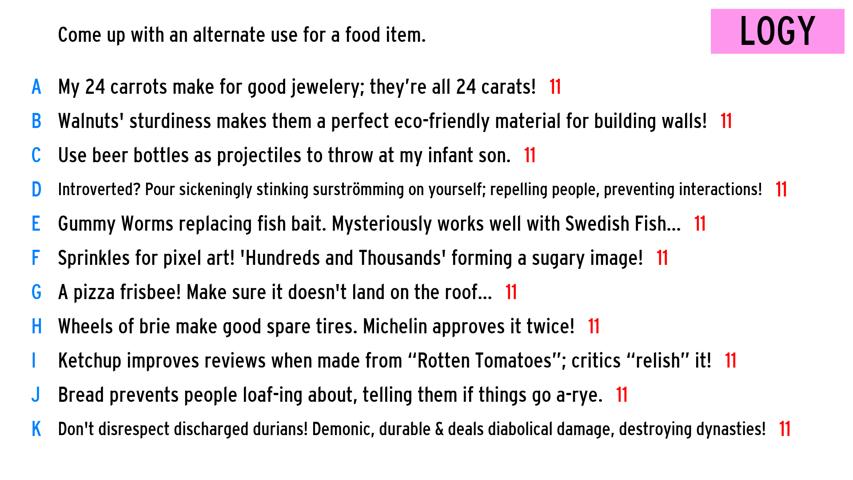 Come up with an alternate use for a food item.
LOGY
A My 24 carrots make for good jewelery; they’re all 24 carats! 11
B Walnuts' sturdiness makes them a perfect eco-friendly material for building walls! 11
C Use beer bottles as projectiles to throw at my infant son. 11
D Introverted? Pour sickeningly stinking surströmming on yourself; repelling people, preventing interactions! 11
E Gummy Worms replacing fish bait. Mysteriously works well with Swedish Fish... 11
F Sprinkles for pixel art! 'Hundreds and Thousands' forming a sugary image! 11
G A pizza frisbee! Make sure it doesn't land on the roof... 11
H Wheels of brie make good spare tires. Michelin approves it twice! 11
I Ketchup improves reviews when made from “Rotten Tomatoes”; critics “relish” it! 11
J Bread prevents people loaf-ing about, telling them if things go a-rye. 11
K Don't disrespect discharged durians! Demonic, durable & deals diabolical damage, destroying dynasties! 11